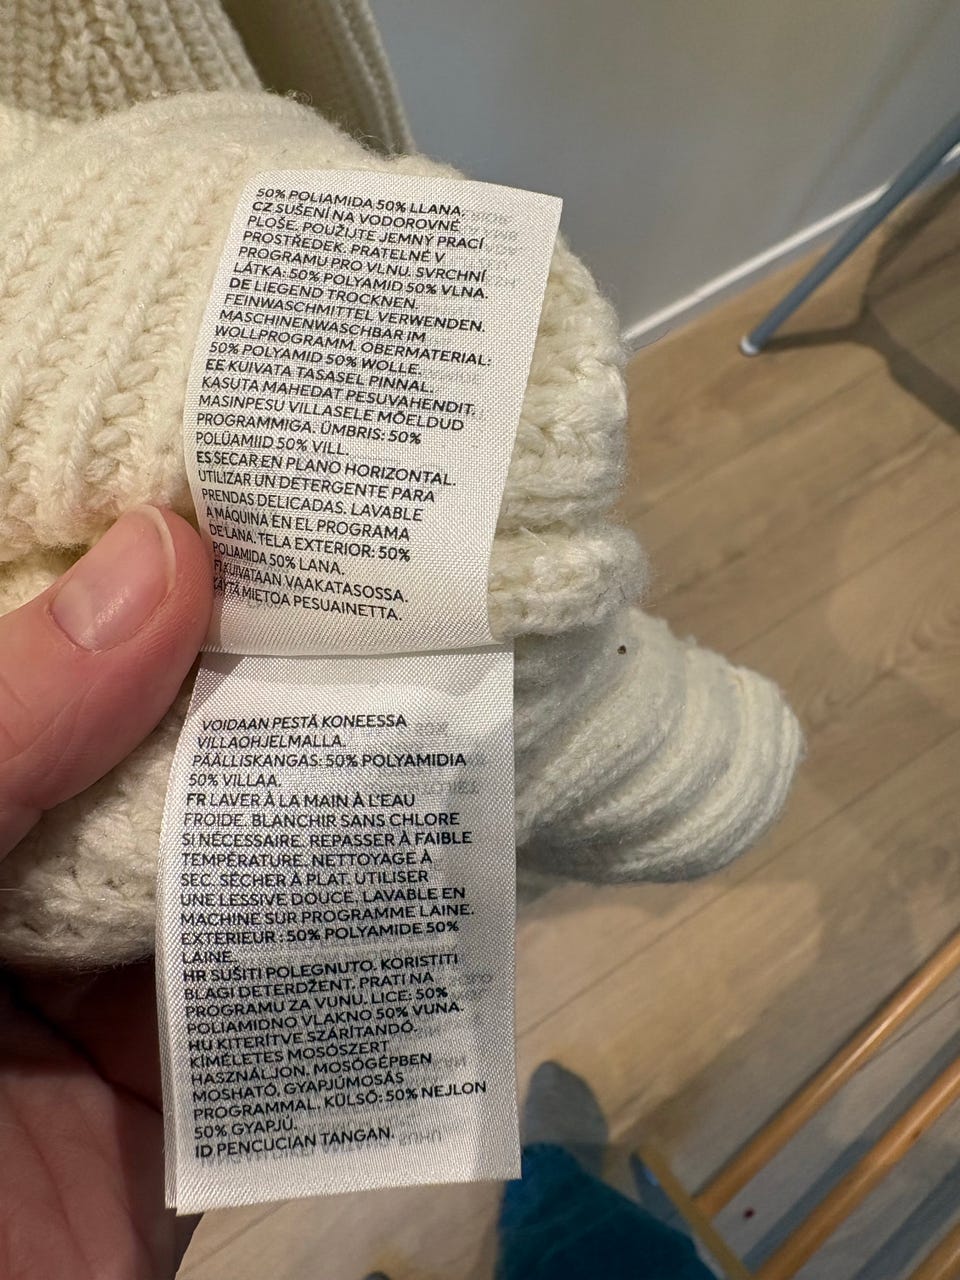 50% POLIAMIDA 50% LLANA.
CZ SUŠENÍ NA VODOROVNÉ
PLOŠE. POUŽIJTE JEMNÝ PRACÍ
PROSTŘEDEK. PRATELNÉ V
PROGRAMU PRO VLNU. SVRCHNÍ
LÁTKA: 50% POLYAMID 50% VLNA.
DE LIEGEND TROCKNEN.
FEINWASCHMITTEL VERWENDEN.
MASCHINENWASCHBAR IM
WOLLPROGRAMM. OBERMATERIAL:
50% POLYAMID 50% WOLLE.
EE KUIVATA TASASEL PINNAL.
KASUTA MAHEDAT PESUVAHENDIT.
MASINPESU VILLASELE MÕELDUD
PROGRAMMIGA. ÜMBRIS: 50%
POLÜAMIID 50% VILL.
ES SECAR EN PLANO HORIZONTAL.
UTILIZAR UN DETERGENTE PARA
PRENDAS DELICADAS. LAVABLE
A MÁQUINA EN EL PROGRAMA
DE LANA. TELA EXTERIOR: 50%
POLIAMIDA 50% LANA.
FI KUIVATAAN VAAKATASOSSA.
KÄYTÄ MIETOA PESUAINETTA.
VOIDAAN PESTÄ KONEESSA
VILLAOHJELMALLA.
PÄÄLLISKANGAS: 50% POLYAMIDIA
50% VILLAA.
FR LAVER À LA MAIN À L'EAU
FROIDE. BLANCHIR SANS CHLORE
SI NÉCESSAIRE. REPASSER À FAIBLE
TEMPÉRATURE. NETTOYAGE À
SEC. SÉCHER À PLAT. UTILISER
UNE LESSIVE DOUCE. LAVABLE EN
MACHINE SUR PROGRAMME LAINE.
EXTERIEUR : 50% POLYAMIDE 50%
LAINE.
HR SUŠITI POLEGNUTO. KORISTITI
BLAGI DETERDŽENT. PRATI NA
PROGRAMU ZA VUNU. LICE: 50%
POLIAMIDNO VLAKNO 50% VUNA.
HU KITERÍTVE SZÁRÍTANDÓ.
KÍMÉLETES MOSÓSZERT
HASZNÁLJON. MOSÓGÉPBEN
MOSHATÓ, GYAPJÚMOSÁS
PROGRAMMAL. KÜLSŐ: 50% NEJLON
50% GYAPJÚ.
ID PENCUCIAN TANGAN.